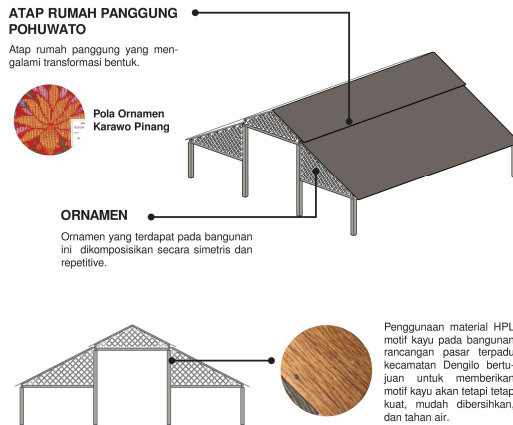 ATAP RUMAH PANGGUNG
POHUWATO
Atap rumah panggung yang men-
galami transformasi bentuk.
Pola Ornamen
Karawo Pinang
ORNAMEN
Ornamen yang terdapat pada bangunan
ini dikomposisikan secara simetris dan
repetitive.
Penggunaan material HPL
motif kayu pada bangunan
rancangan pasar terpadu
kecamatan Dengilo bertu-
juan untuk memberikan
motif kayu akan tetapi tetap
kuat, mudah dibersihkan,
dan tahan air.